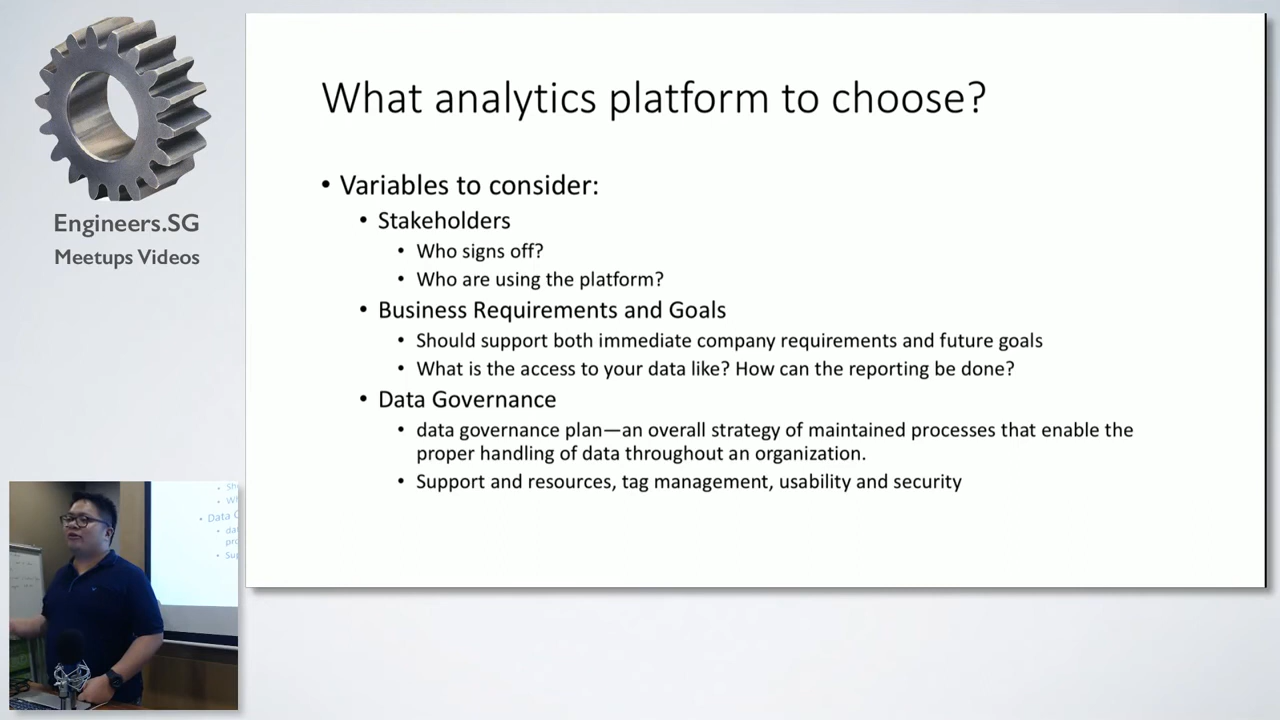 Engineers.SG
Meetups Videos
What analytics platform to choose?
• Variables to consider:
• Stakeholders
• Who signs off?
• Who are using the platform?
• Business Requirements and Goals
• Should support both immediate company requirements and future goals
• What is the access to your data like? How can the reporting be done?
• Data Governance
• data governance plan—an overall strategy of maintained processes that enable the
proper handling of data throughout an organization.
• Support and resources, tag management, usability and security